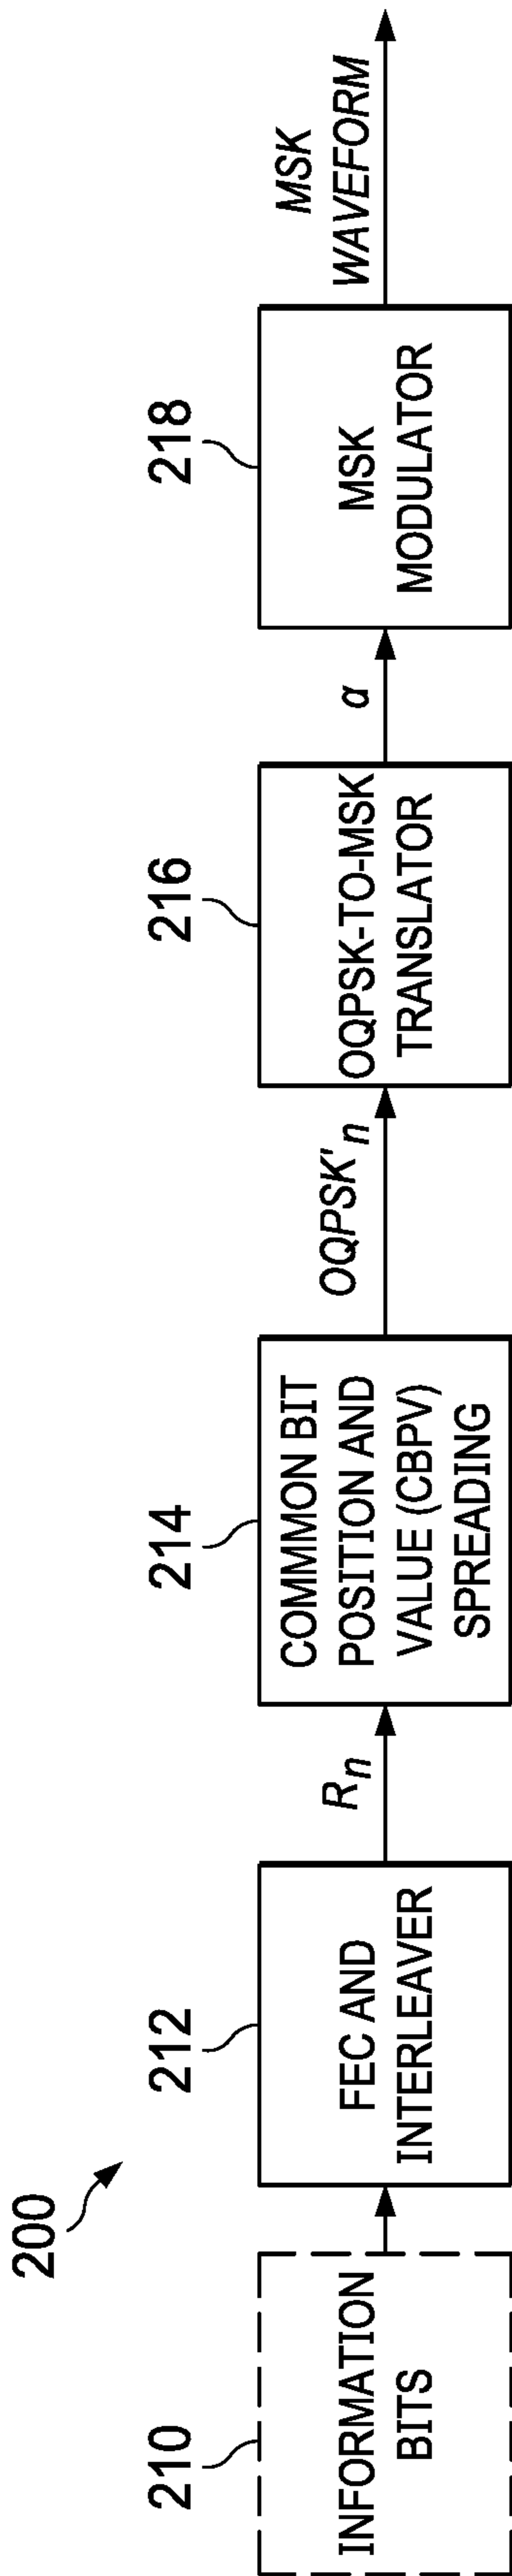 200
210
INFORMATION
BITS
212
FEC AND
INTERLEAVER
Rn
214
COMMMON BIT
POSITION AND
VALUE (CBPV)
SPREADING
OQPSK'n
216
OQPSK-TO-MSK
TRANSLATOR
α
218
MSK
MODULATOR
MSK
WAVEFORM